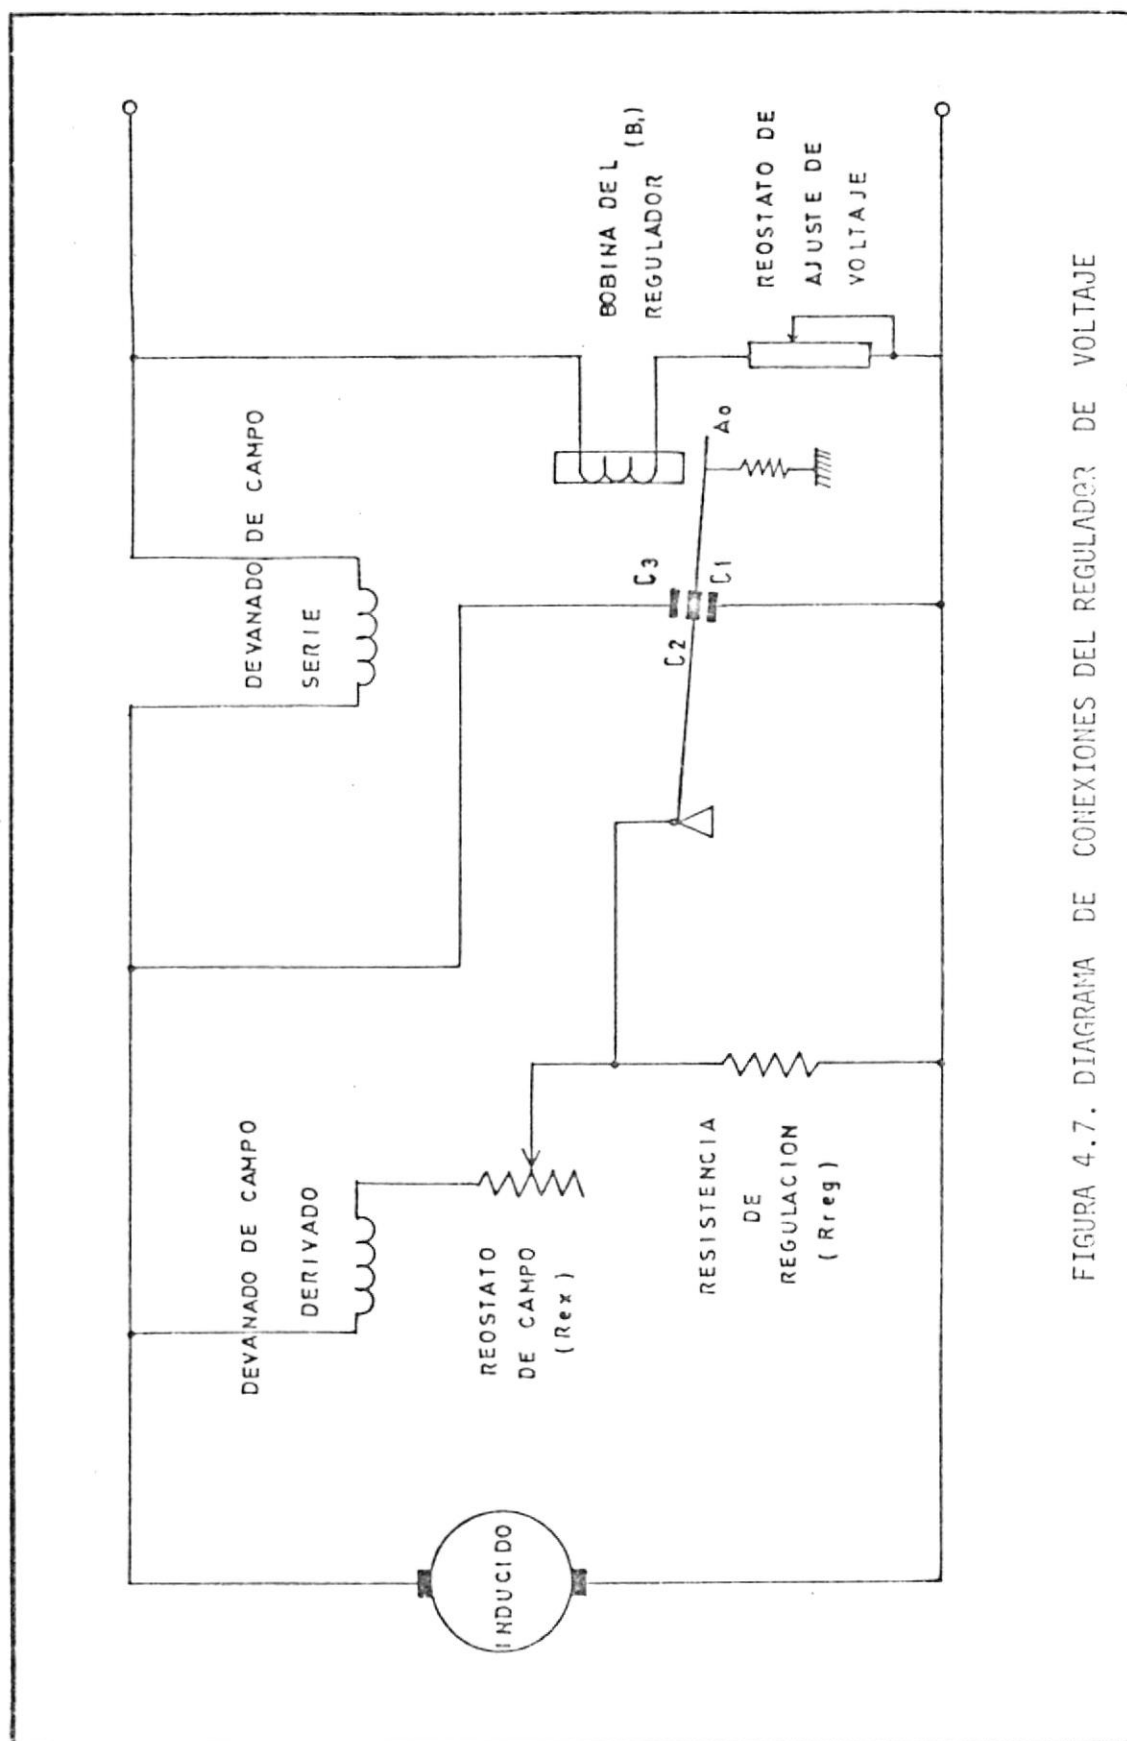 DEVANADO DE CAMPO
DERIVADO
DEVANADO DE CAMPO
SERIE
INDUCIDO
REOSTATO
DE CAMPO
(Rex)
RESISTENCIA
DE
REGULACION
(Rreg)
C3
C2
C1
Ao
BOBINA DEL
REGULADOR (B₁)
REOSTATO DE
AJUSTE DE
VOLTAJE
FIGURA 4.7. DIAGRAMA DE CONEXIONES DEL REGULADOR DE VOLTAJE